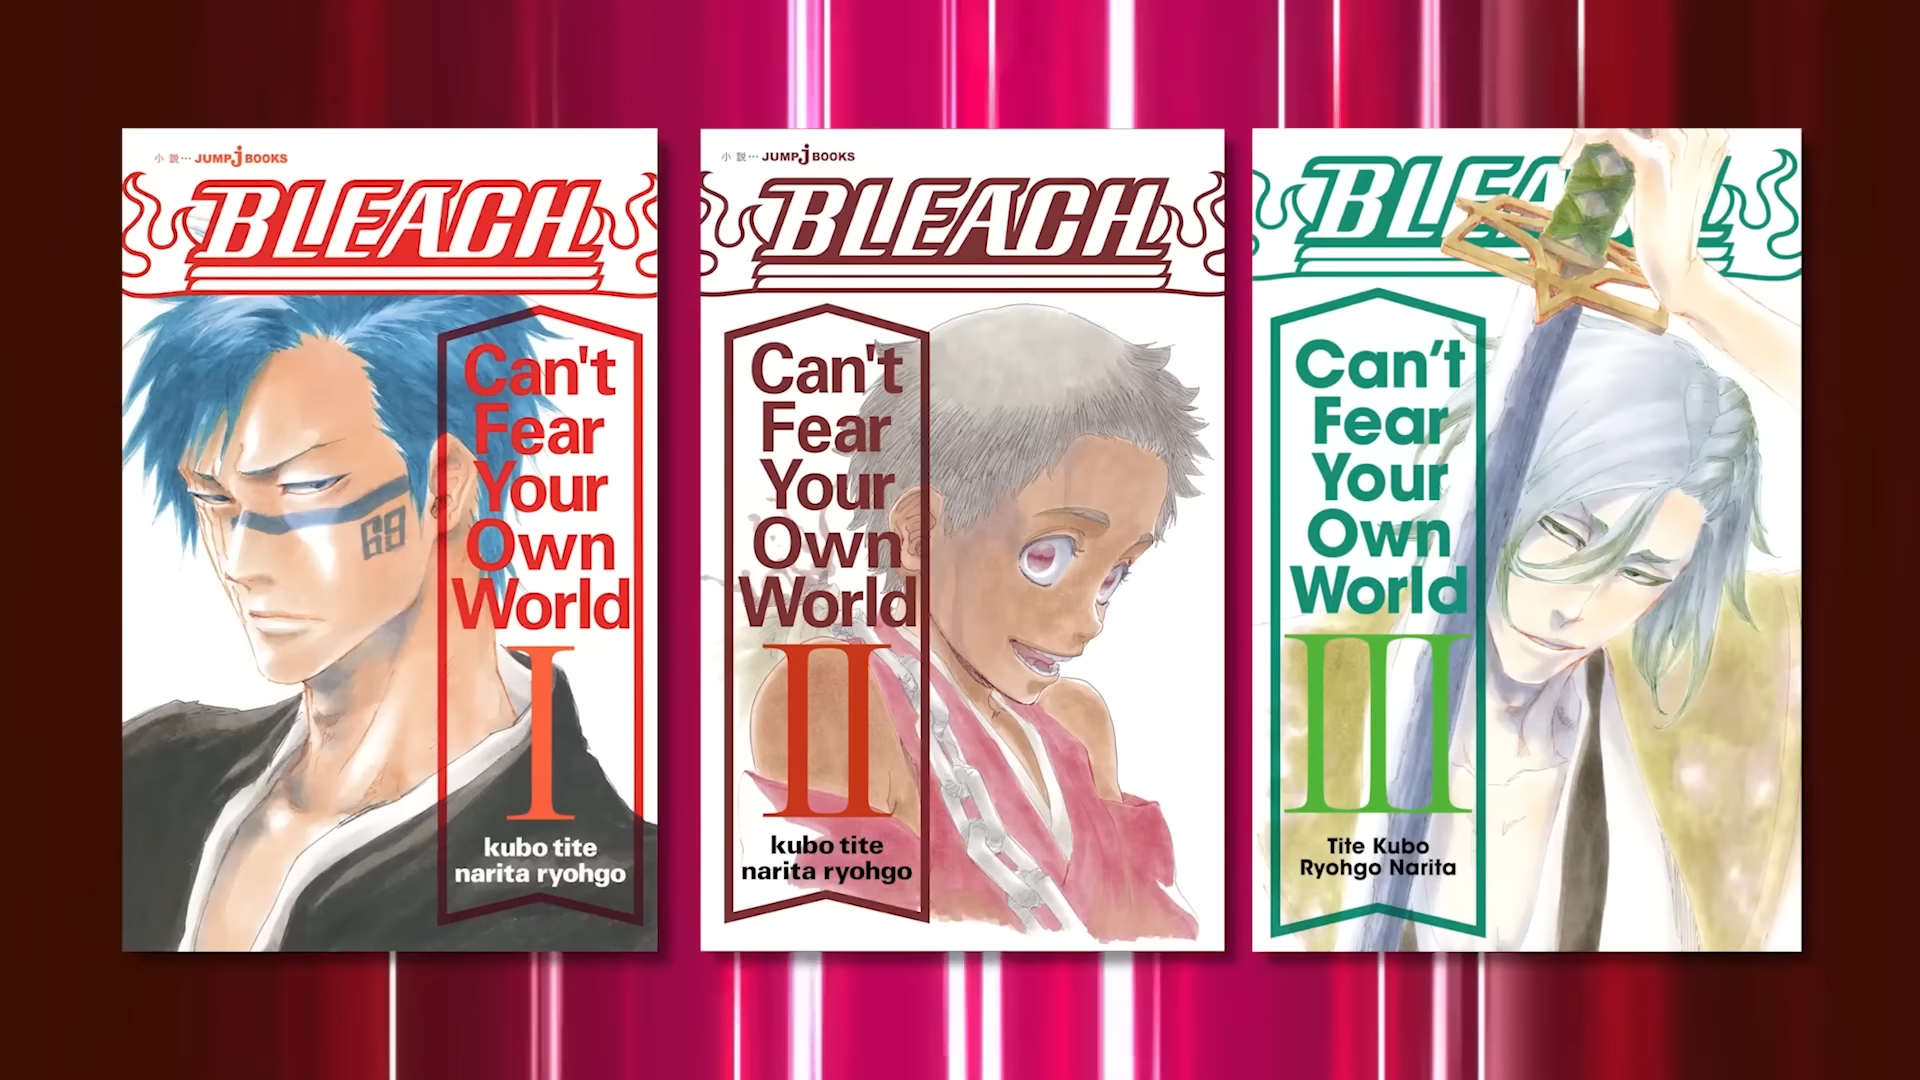 小説… JUMP j BOOKS
BLEACH
Can't
Fear
Your
Own
World
I
kubo tite
narita ryohgo
69
小説… JUMP j BOOKS
BLEACH
Can't
Fear
Your
Own
World
II
kubo tite
narita ryohgo
BLEACH
Can't
Fear
Your
Own
World
III
Tite Kubo
Ryohgo Narita